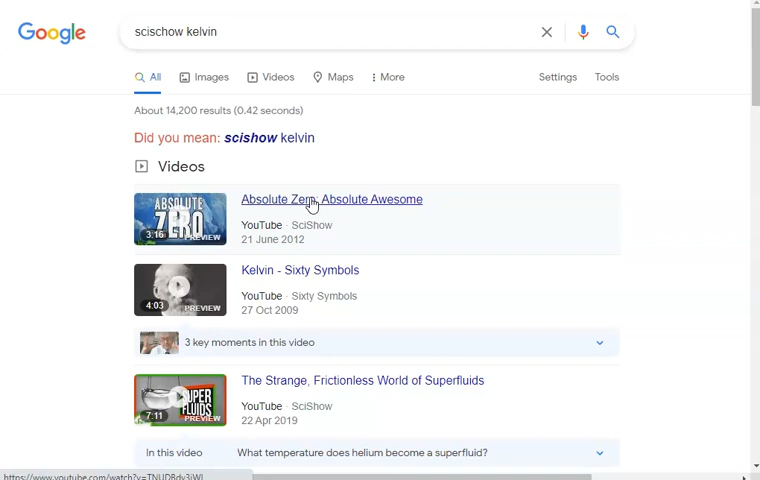 Google
scischow kelvin
All
Images
Videos
Maps
More
Settings
Tools
About 14,200 results (0.42 seconds)
Did you mean: scishow kelvin
Videos
ABSOLUTE
ZERO
3:16
PREVIEW
Absolute Zero: Absolute Awesome
YouTube · SciShow
21 June 2012
4:03
PREVIEW
Kelvin - Sixty Symbols
YouTube · Sixty Symbols
27 Oct 2009
3 key moments in this video
SUPER
FLUIDS
7:11
PREVIEW
The Strange, Frictionless World of Superfluids
YouTube · SciShow
22 Apr 2019
In this video
What temperature does helium become a superfluid?